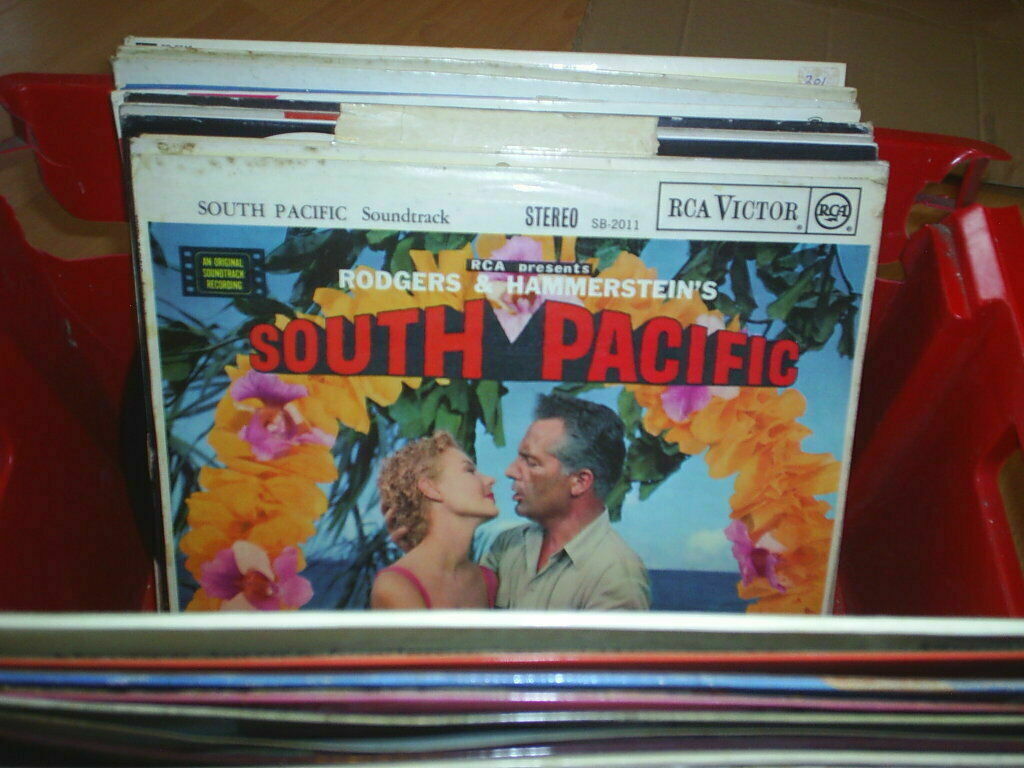 201
SOUTH PACIFIC Soundtrack
STEREO SB-2011
RCA VICTOR RCA
AN ORIGINAL
SOUNDTRACK
RECORDING
RCA presents
RODGERS & HAMMERSTEIN'S
SOUTH PACIFIC